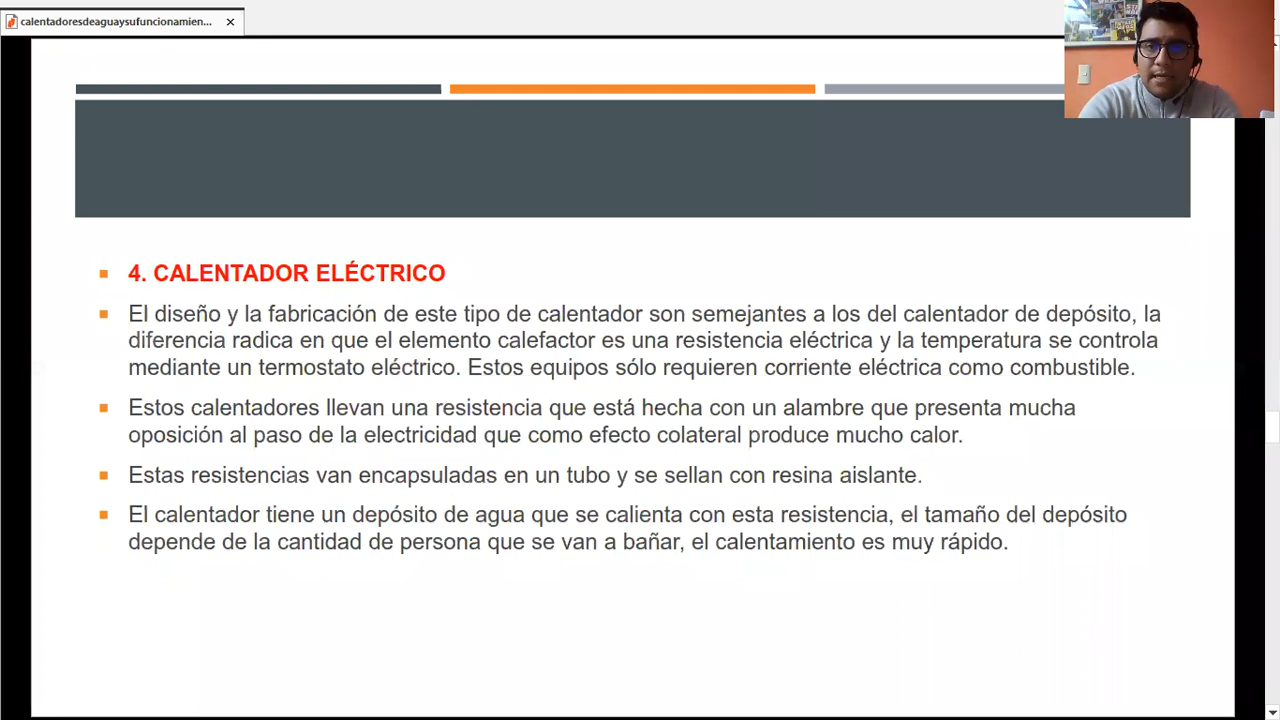 calentadoresdeaguaysufuncionamien...
4. CALENTADOR ELÉCTRICO
El diseño y la fabricación de este tipo de calentador son semejantes a los del calentador de depósito, la
diferencia radica en que el elemento calefactor es una resistencia eléctrica y la temperatura se controla
mediante un termostato eléctrico. Estos equipos sólo requieren corriente eléctrica como combustible.
Estos calentadores llevan una resistencia que está hecha con un alambre que presenta mucha
oposición al paso de la electricidad que como efecto colateral produce mucho calor.
Estas resistencias van encapsuladas en un tubo y se sellan con resina aislante.
El calentador tiene un depósito de agua que se calienta con esta resistencia, el tamaño del depósito
depende de la cantidad de persona que se van a bañar, el calentamiento es muy rápido.